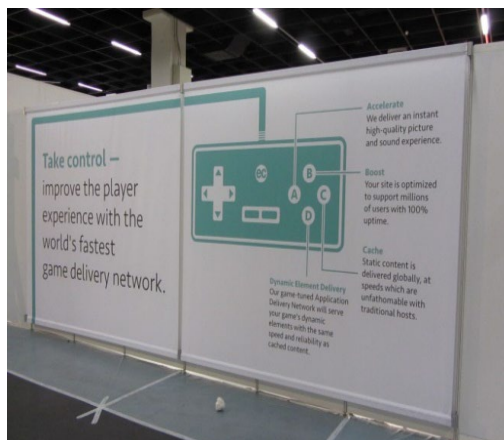 Take control –
improve the player
experience with the
world's fastest
game delivery network.
ec
A
B
C
D
Accelerate
We deliver an instant
high-quality picture
and sound experience.
Boost
Your site is optimized
to support millions
of users with 100%
uptime.
Cache
Static content is
delivered globally, at
speeds which are
unfathomable with
traditional hosts.
Dynamic Element Delivery
Our game-tuned Application
Delivery Network will serve
your game's dynamic
elements with the same
speed and reliability as
cached content.